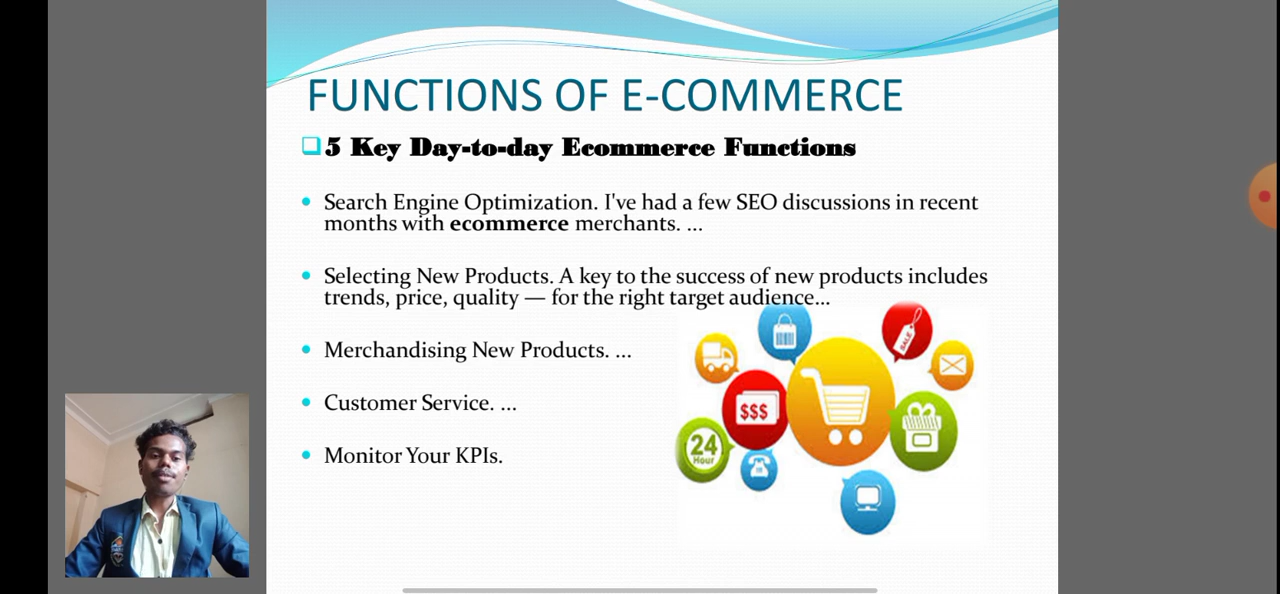 FUNCTIONS OF E-COMMERCE
5 Key Day-to-day Ecommerce Functions
Search Engine Optimization. I've had a few SEO discussions in recent
months with ecommerce merchants. ...
Selecting New Products. A key to the success of new products includes
trends, price, quality — for the right target audience...
Merchandising New Products. ...
Customer Service. ...
Monitor Your KPIs.
SALE
$$$
24
Hour